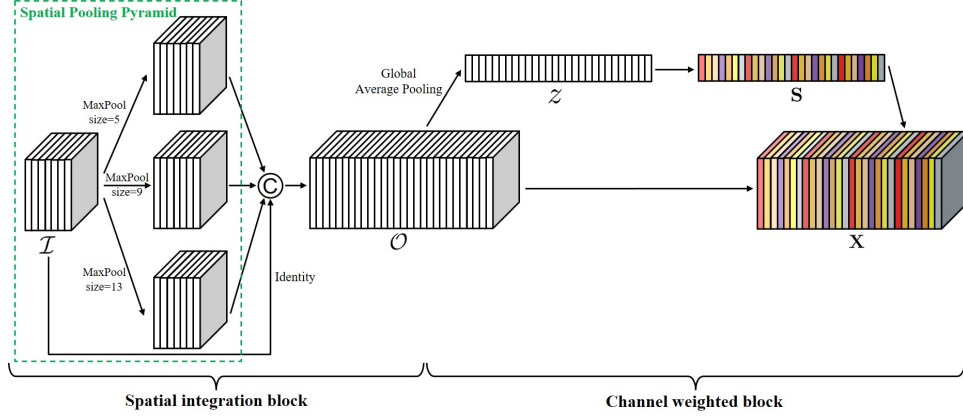 Spatial Pooling Pyramid
MaxPool
size=5
MaxPool
size=9
MaxPool
size=13
I
C
Identity
O
Global
Average Pooling
z
S
X
Spatial integration block
Channel weighted block